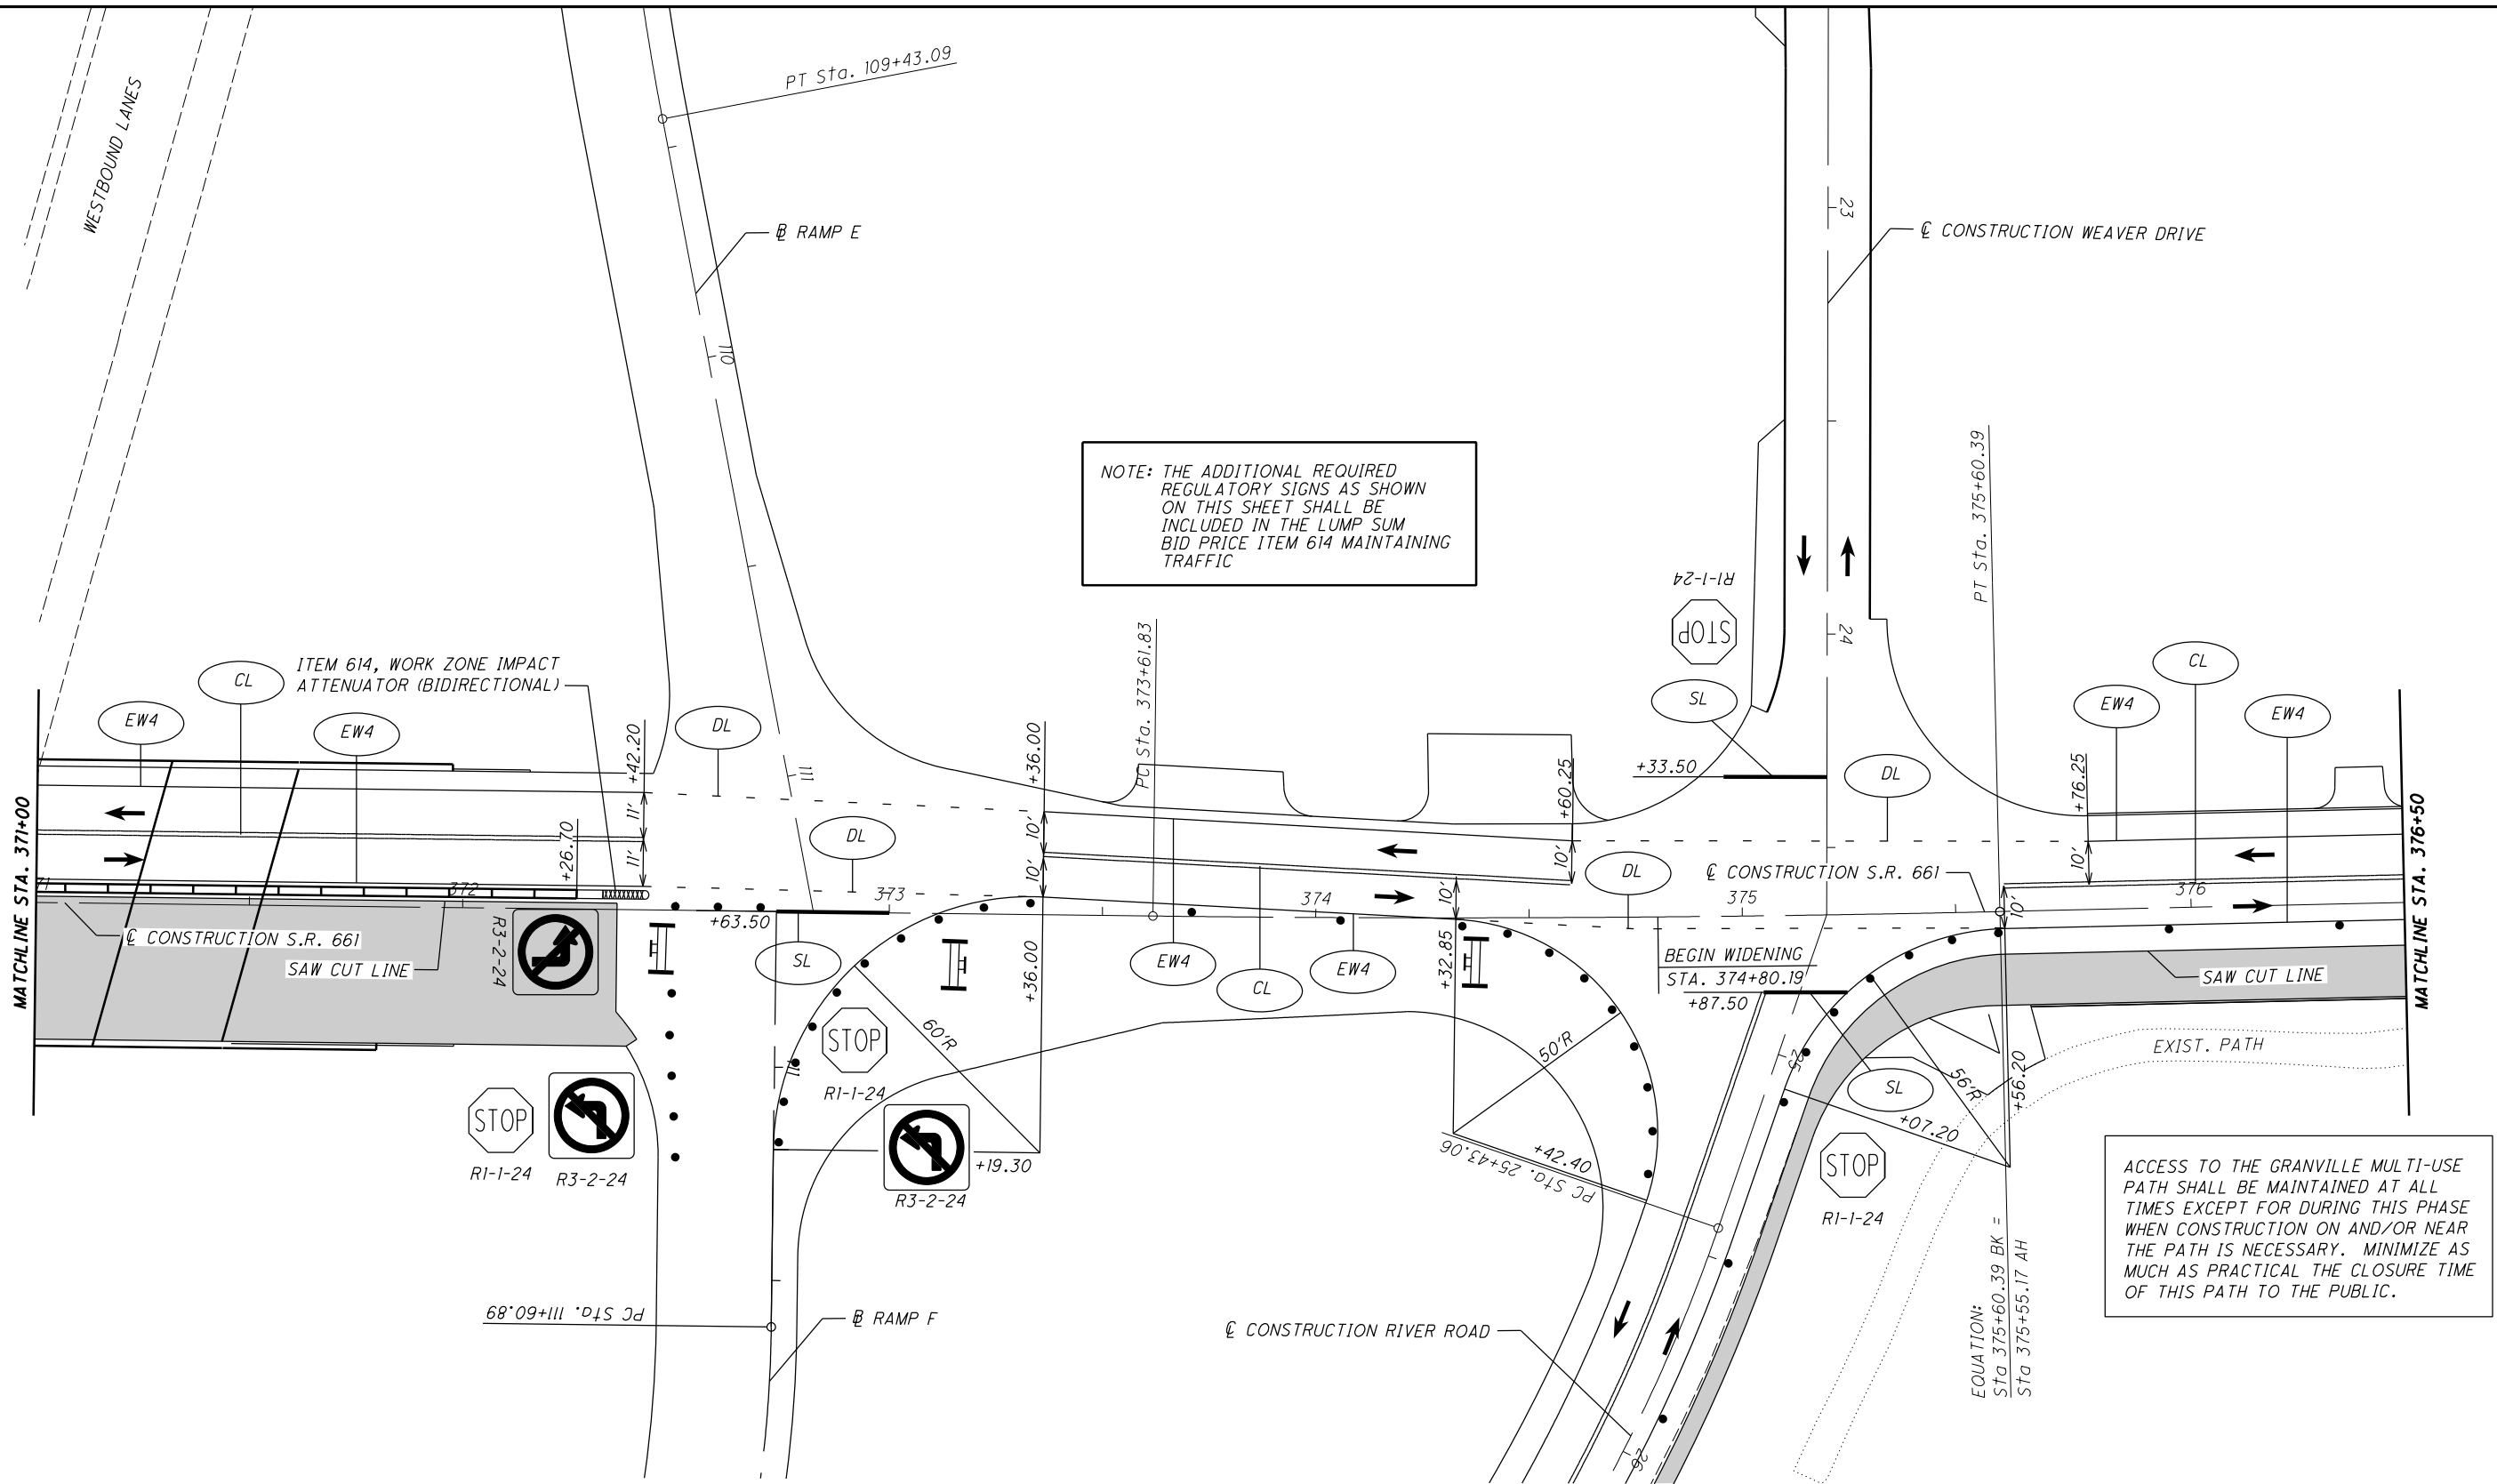 WESTBOUND LANES
PT Sta. 109+43.09
℄ CONSTRUCTION WEAVER DRIVE
23
24
110
111
NOTE: THE ADDITIONAL REQUIRED
REGULATORY SIGNS AS SHOWN
ON THIS SHEET SHALL BE
INCLUDED IN THE LUMP SUM
BID PRICE ITEM 614 MAINTAINING
TRAFFIC
RAMP E
PT Sta. 375+60.39
R1-1-24
STOP
SL
PC Sta. 373+61.83
ITEM 614, WORK ZONE IMPACT
ATTENUATOR (BIDIRECTIONAL)
EW4
CL
EW4
DL
DL
+42.20
11'
11'
+26.70
+36.00
10'
10'
+60.25
10'
+33.50
DL
EW4
CL
EW4
+76.25
10'
MATCHLINE STA. 371+00
MATCHLINE STA. 376+50
71
372
373
374
375
376
℄ CONSTRUCTION S.R. 661
SAW CUT LINE
R3-2-24
+63.50
SL
+36.00
EW4
CL
EW4
10'
+32.85
DL
℄ CONSTRUCTION S.R. 661
10'
BEGIN WIDENING
STA. 374+80.19
+87.50
SAW CUT LINE
EXIST. PATH
STOP
R1-1-24
60'R
111
STOP
R1-1-24
R3-2-24
R3-2-24
+19.30
50'R
+42.40
PC Sta. 25+43.06
25
SL
56'R
+56.20
+07.20
STOP
R1-1-24
ACCESS TO THE GRANVILLE MULTI-USE
PATH SHALL BE MAINTAINED AT ALL
TIMES EXCEPT FOR DURING THIS PHASE
WHEN CONSTRUCTION ON AND/OR NEAR
THE PATH IS NECESSARY. MINIMIZE AS
MUCH AS PRACTICAL THE CLOSURE TIME
OF THIS PATH TO THE PUBLIC.
PC Sta. 111+60.89
RAMP F
℄ CONSTRUCTION RIVER ROAD
26
EQUATION:
Sta 375+60.39 BK =
Sta 375+55.17 AH